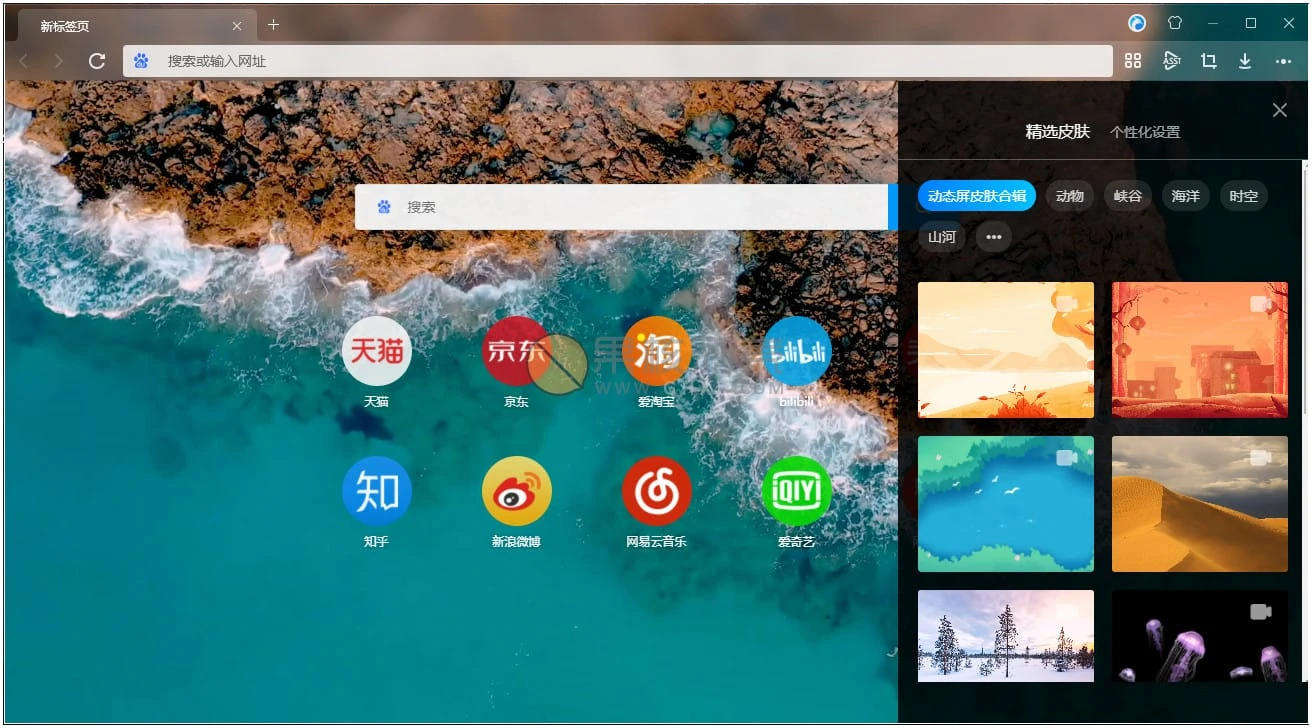 新标签页
搜索或输入网址
ASST
精选皮肤 个性化设置
动态屏皮肤合辑 动物 峡谷 海洋 时空
山河 •••
搜索
天猫 京东 淘 bilibili
天猫 京东 爱淘宝 bilibili
知 iQIYI
知乎 新浪微博 网易云音乐 爱奇艺